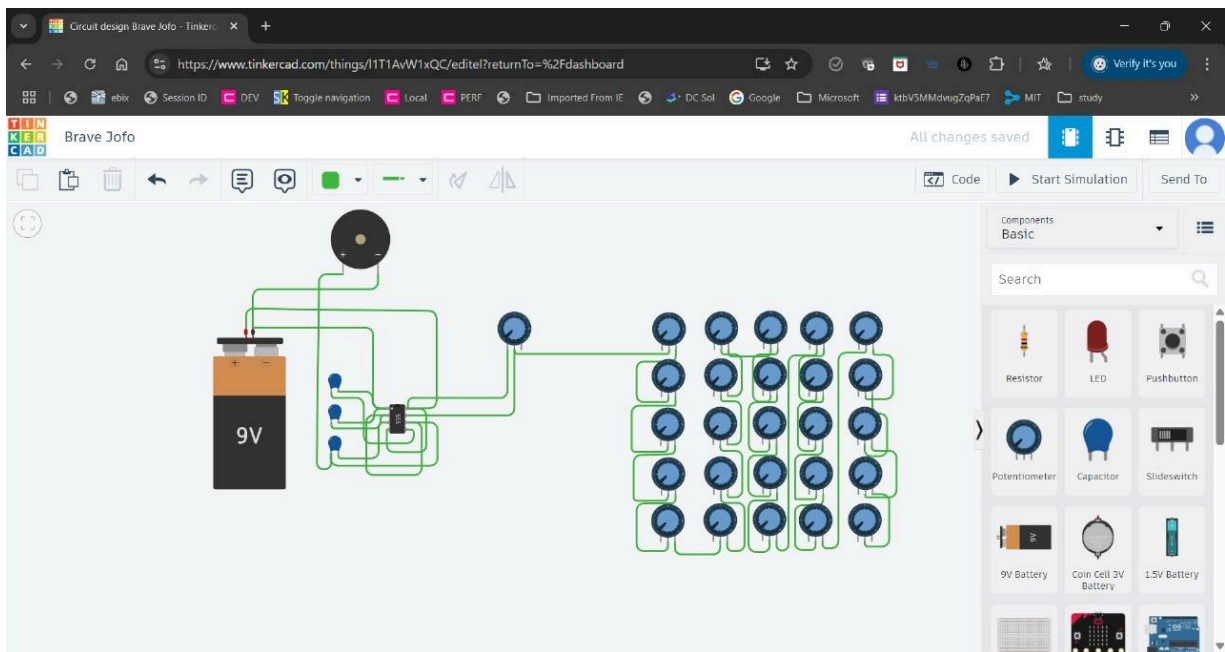 Circuit design Brave Jofo - Tinkerc
https://www.tinkercad.com/things/l1T1AvW1xQC/editel?returnTo=%2Fdashboard
Verify it's you
ebix
Session ID
DEV
SK Toggle navigation
Local
PERF
Imported From IE
DC Sol
Google
Microsoft
ktbV5MMdvugZqPaE7
MIT
study
TIN
KER
CAD
Brave Jofo
All changes saved
Code
Start Simulation
Send To
Components
Basic
Search
Resistor
LED
Pushbutton
Potentiometer
Capacitor
Slideswitch
9V
9V Battery
Coin Cell 3V
Battery
1.5V Battery
+ -
+ -
9V
555